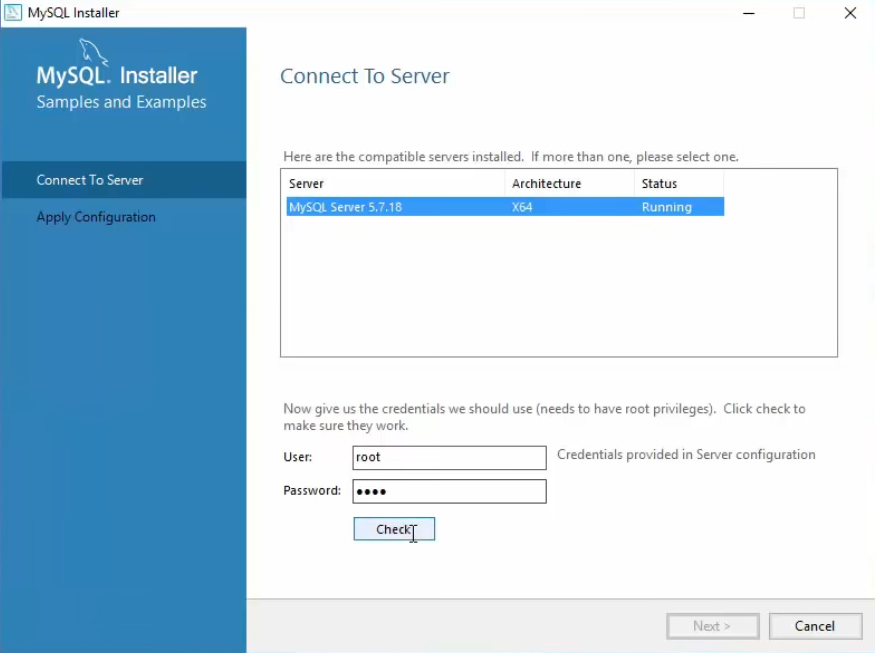 MySQL Installer
MySQL. Installer
Samples and Examples
Connect To Server
Apply Configuration
Connect To Server
Here are the compatible servers installed.  If more than one, please select one.
Server Architecture Status
MySQL Server 5.7.18 X64 Running
Now give us the credentials we should use (needs to have root privileges).  Click check to
make sure they work.
User: root Credentials provided in Server configuration
Password: ●●●●
Check
Next > Cancel